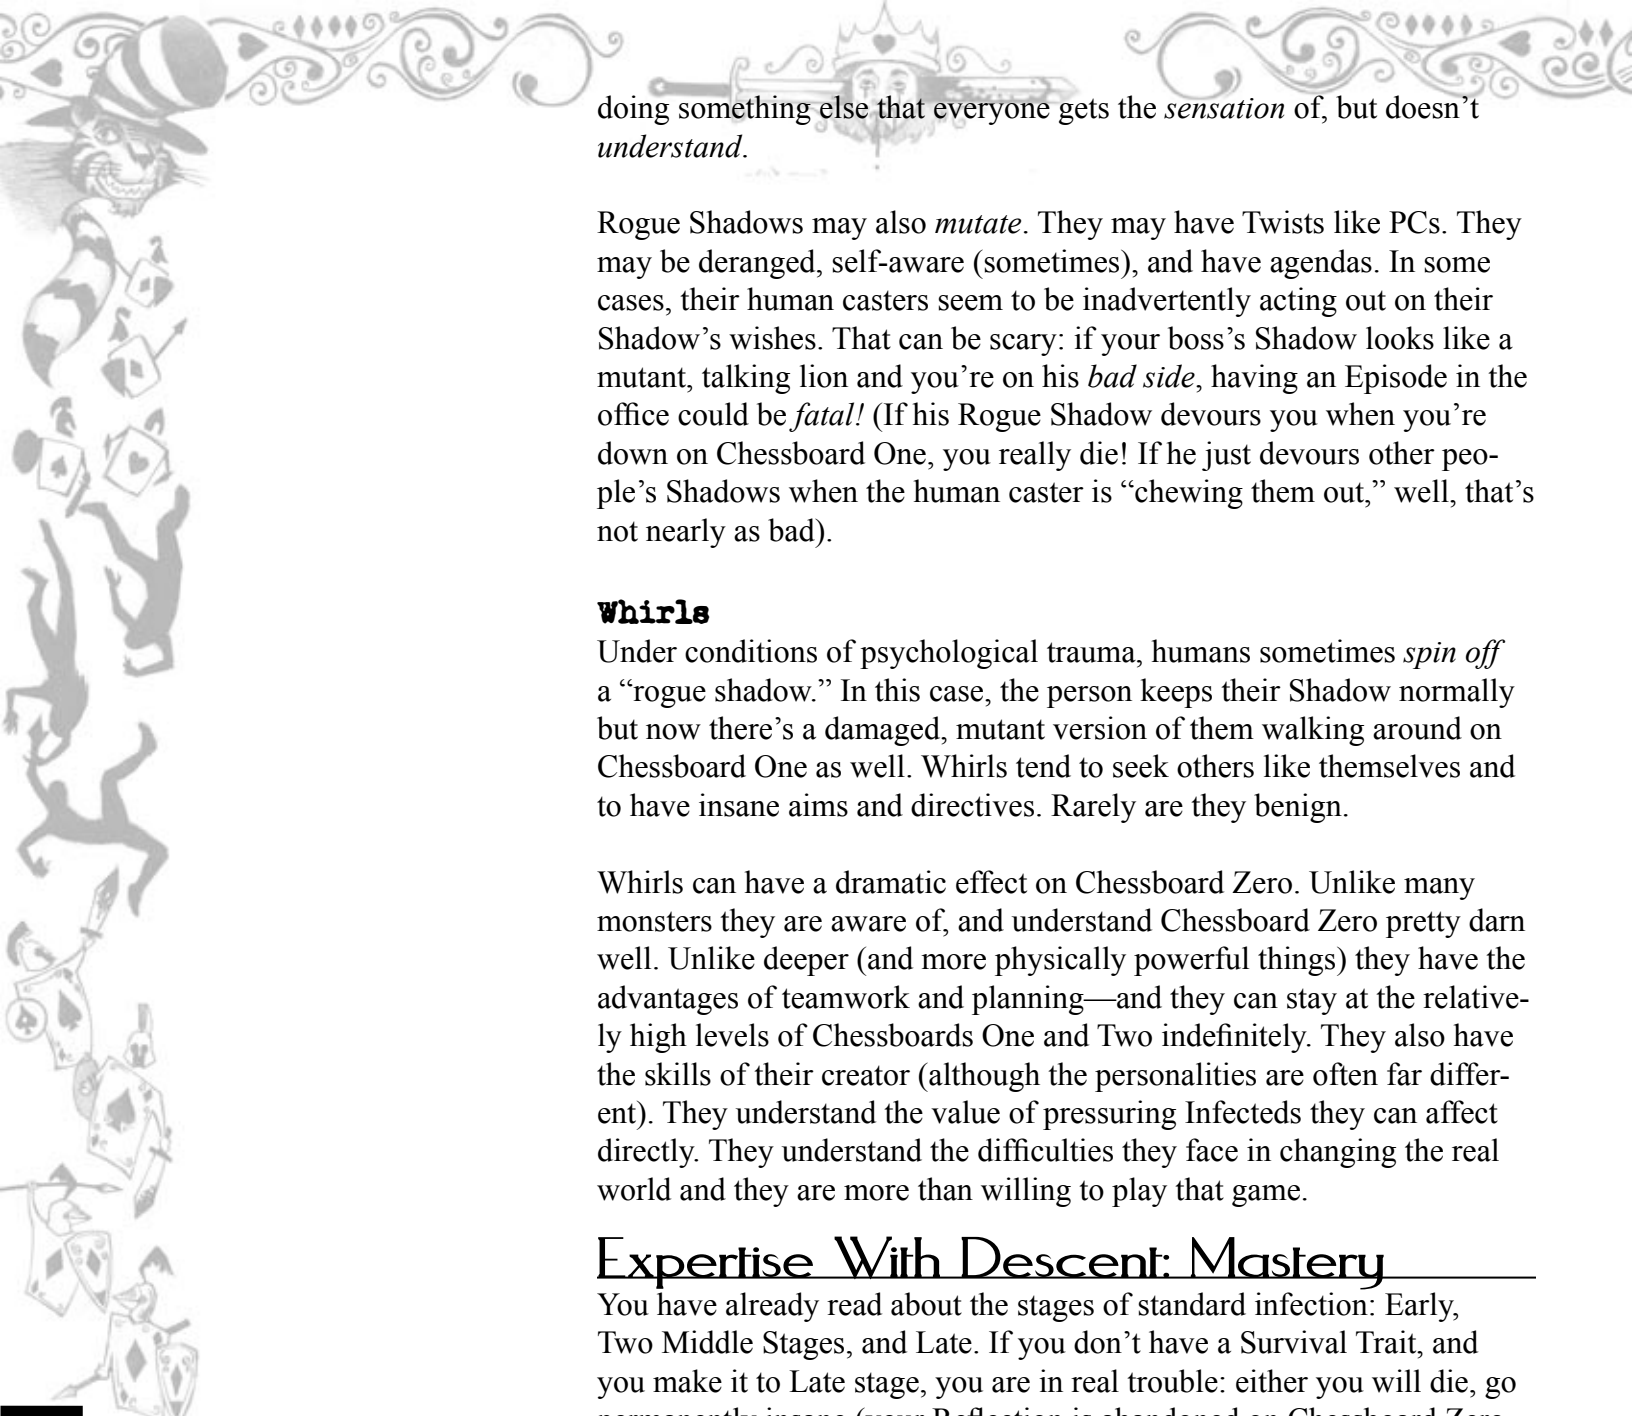 doing something else that everyone gets the sensation of, but doesn’t
understand.
Rogue Shadows may also mutate. They may have Twists like PCs. They
may be deranged, self-aware (sometimes), and have agendas. In some
cases, their human casters seem to be inadvertently acting out on their
Shadow’s wishes. That can be scary: if your boss’s Shadow looks like a
mutant, talking lion and you’re on his bad side, having an Episode in the
office could be fatal! (If his Rogue Shadow devours you when you’re
down on Chessboard One, you really die! If he just devours other peo-
ple’s Shadows when the human caster is “chewing them out,” well, that’s
not nearly as bad).
Whirls
Under conditions of psychological trauma, humans sometimes spin off
a “rogue shadow.” In this case, the person keeps their Shadow normally
but now there’s a damaged, mutant version of them walking around on
Chessboard One as well. Whirls tend to seek others like themselves and
to have insane aims and directives. Rarely are they benign.
Whirls can have a dramatic effect on Chessboard Zero. Unlike many
monsters they are aware of, and understand Chessboard Zero pretty darn
well. Unlike deeper (and more physically powerful things) they have the
advantages of teamwork and planning—and they can stay at the relative-
ly high levels of Chessboards One and Two indefinitely. They also have
the skills of their creator (although the personalities are often far differ-
ent). They understand the value of pressuring Infecteds they can affect
directly. They understand the difficulties they face in changing the real
world and they are more than willing to play that game.
Expertise With Descent: Mastery
You have already read about the stages of standard infection: Early,
Two Middle Stages, and Late. If you don’t have a Survival Trait, and
you make it to Late stage, you are in real trouble: either you will die, go
permanently insane (your Reflection is abandoned on Chessboard Zero